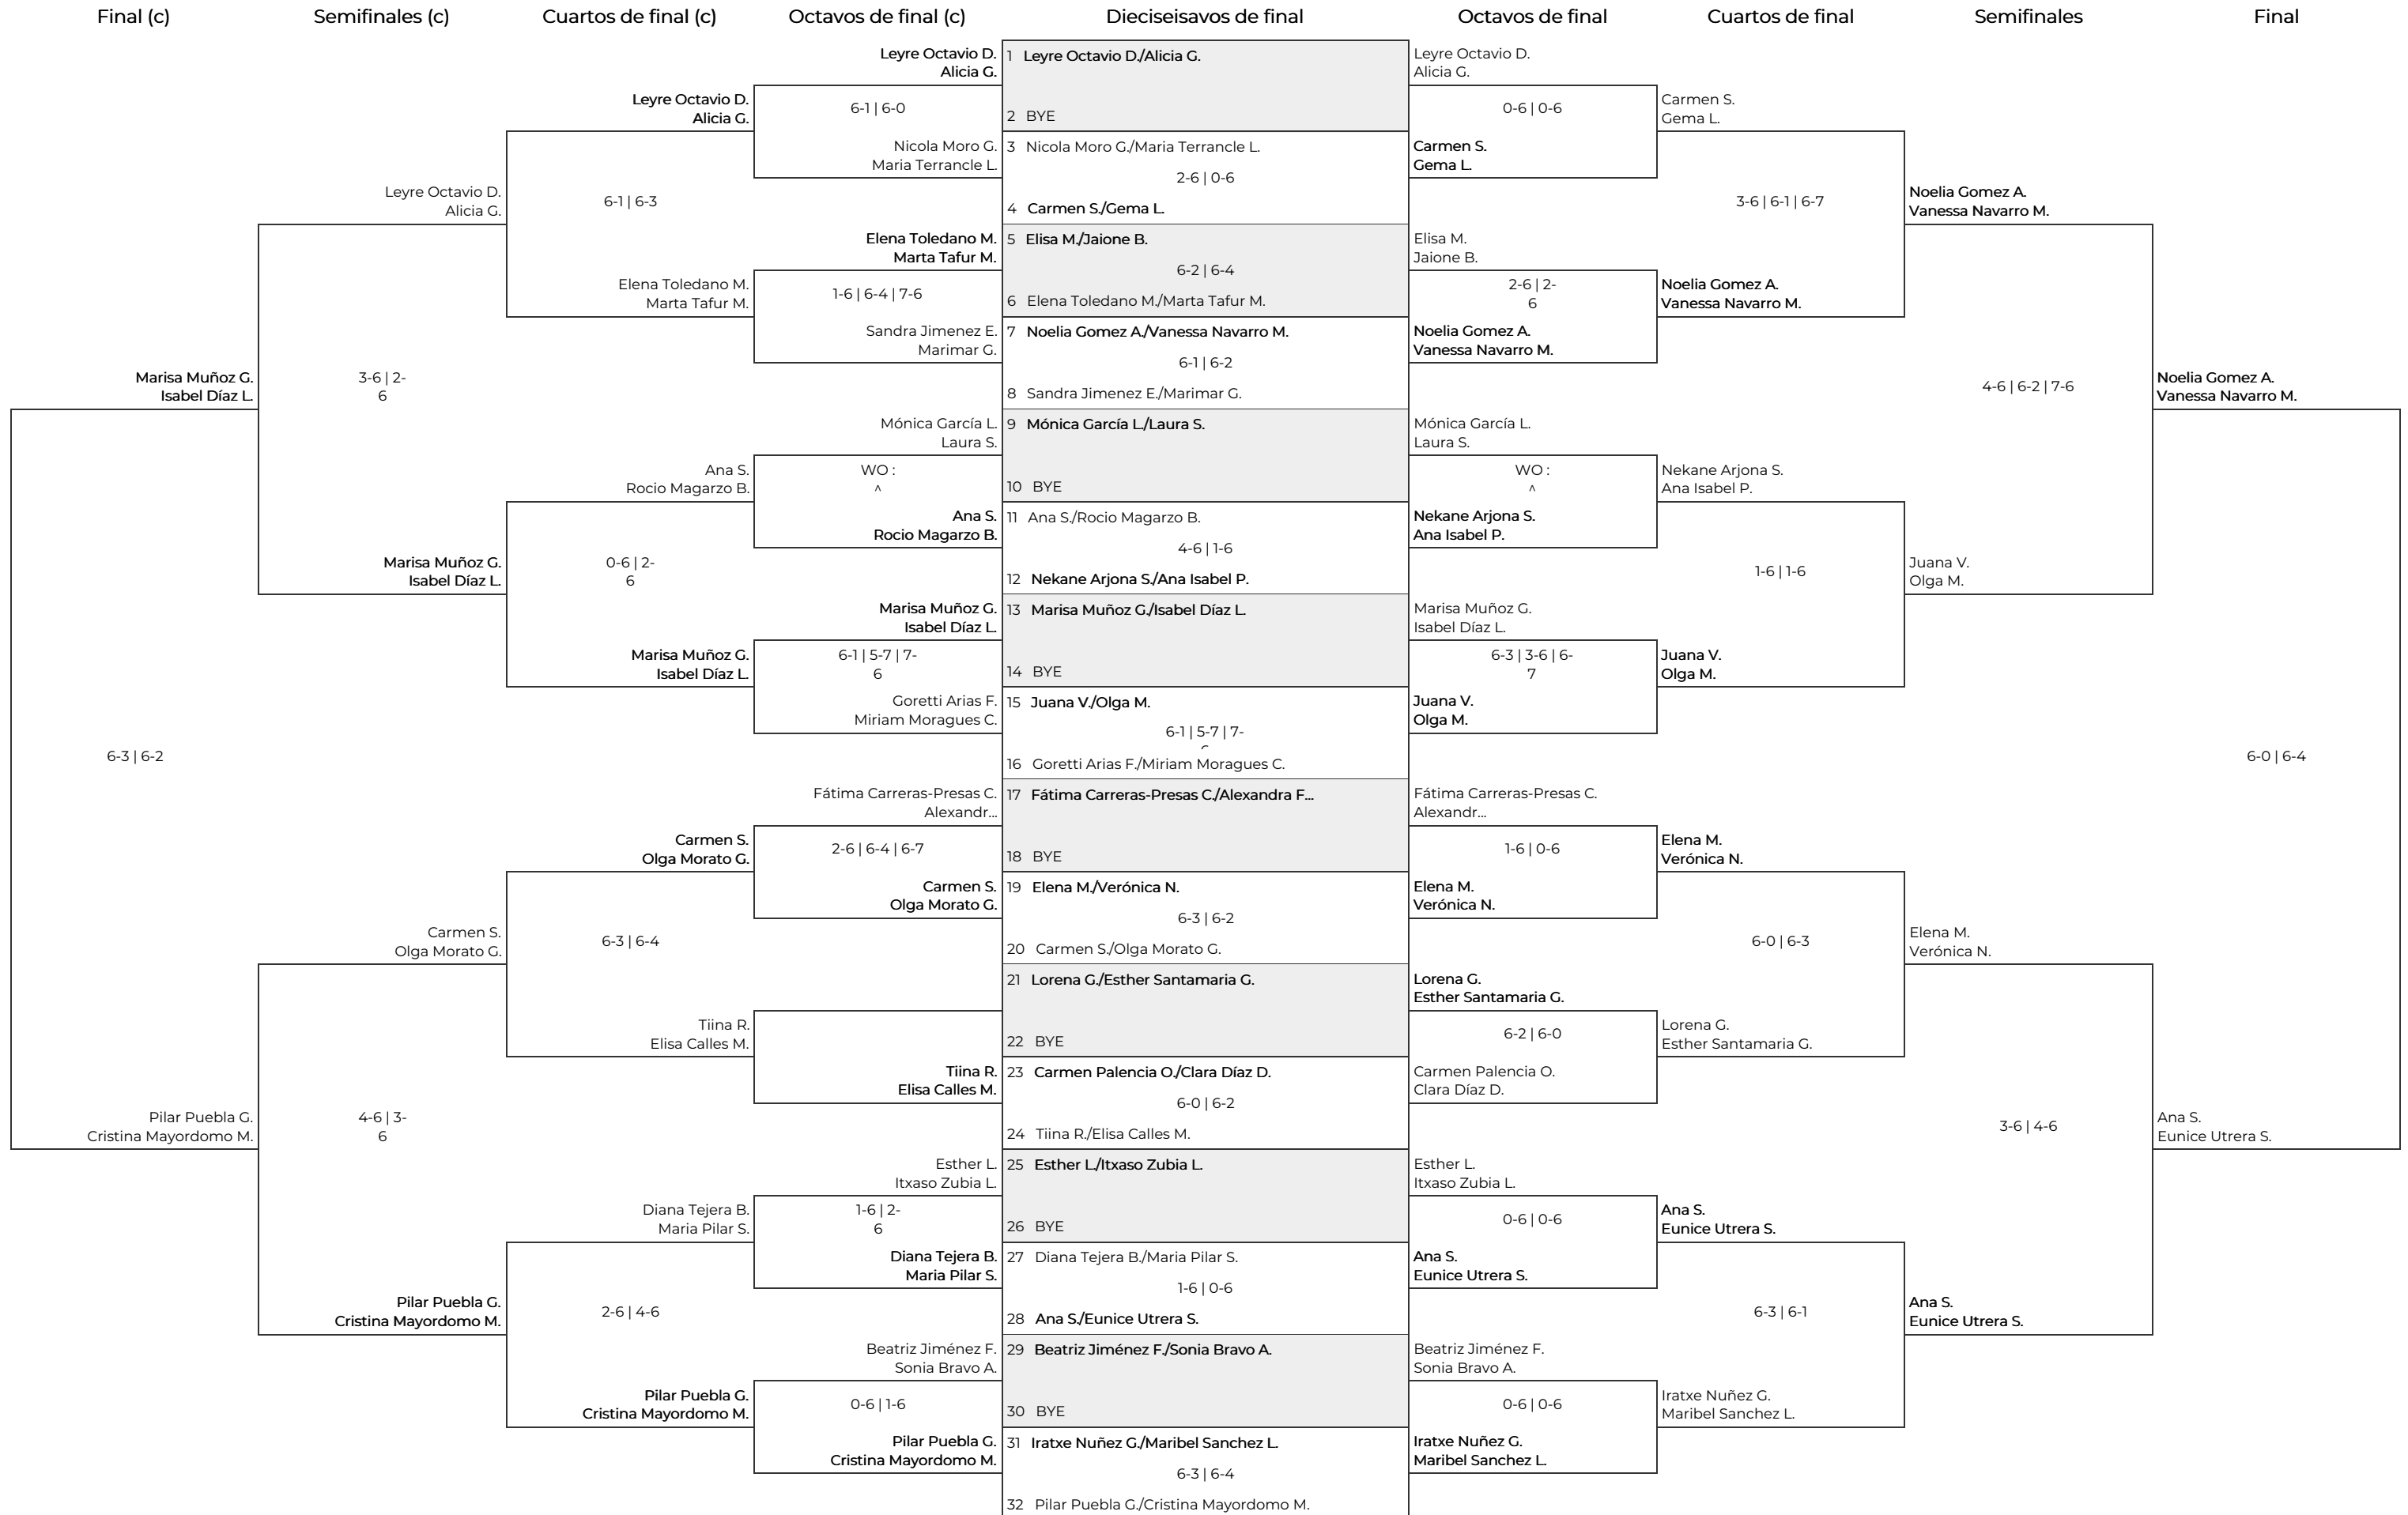 Final (c)
Semifinales (c)
Cuartos de final (c)
Octavos de final (c)
Dieciseisavos de final
Octavos de final
Cuartos de final
Semifinales
Final
Marisa Muñoz G.
Isabel Díaz L.
6-3 | 6-2
Pilar Puebla G.
Cristina Mayordomo M.
Leyre Octavio D.
Alicia G.
3-6 | 2-
6
Marisa Muñoz G.
Isabel Díaz L.
Carmen S.
Olga Morato G.
4-6 | 3-
6
Pilar Puebla G.
Cristina Mayordomo M.
Leyre Octavio D.
Alicia G.
6-1 | 6-3
Elena Toledano M.
Marta Tafur M.
Ana S.
Rocio Magarzo B.
0-6 | 2-
6
Marisa Muñoz G.
Isabel Díaz L.
Carmen S.
Olga Morato G.
6-3 | 6-4
Tiina R.
Elisa Calles M.
Diana Tejera B.
Maria Pilar S.
2-6 | 4-6
Pilar Puebla G.
Cristina Mayordomo M.
Leyre Octavio D.
Alicia G.
6-1 | 6-0
Nicola Moro G.
Maria Terrancle L.
Elena Toledano M.
Marta Tafur M.
1-6 | 6-4 | 7-6
Sandra Jimenez E.
Marimar G.
Mónica García L.
Laura S.
WO :
^
Ana S.
Rocio Magarzo B.
Marisa Muñoz G.
Isabel Díaz L.
6-1 | 5-7 | 7-
6
Goretti Arias F.
Miriam Moragues C.
Fátima Carreras-Presas C.
Alexandr...
2-6 | 6-4 | 6-7
Carmen S.
Olga Morato G.
Tiina R.
Elisa Calles M.
Esther L.
Itxaso Zubia L.
1-6 | 2-
6
Diana Tejera B.
Maria Pilar S.
Beatriz Jiménez F.
Sonia Bravo A.
0-6 | 1-6
Pilar Puebla G.
Cristina Mayordomo M.
1 Leyre Octavio D./Alicia G.
2 BYE
3 Nicola Moro G./Maria Terrancle L.
2-6 | 0-6
4 Carmen S./Gema L.
5 Elisa M./Jaione B.
6-2 | 6-4
6 Elena Toledano M./Marta Tafur M.
7 Noelia Gomez A./Vanessa Navarro M.
6-1 | 6-2
8 Sandra Jimenez E./Marimar G.
9 Mónica García L./Laura S.
10 BYE
11 Ana S./Rocio Magarzo B.
4-6 | 1-6
12 Nekane Arjona S./Ana Isabel P.
13 Marisa Muñoz G./Isabel Díaz L.
14 BYE
15 Juana V./Olga M.
6-1 | 5-7 | 7-
16 Goretti Arias F./Miriam Moragues C.
17 Fátima Carreras-Presas C./Alexandra F...
18 BYE
19 Elena M./Verónica N.
6-3 | 6-2
20 Carmen S./Olga Morato G.
21 Lorena G./Esther Santamaria G.
22 BYE
23 Carmen Palencia O./Clara Díaz D.
6-0 | 6-2
24 Tiina R./Elisa Calles M.
25 Esther L./Itxaso Zubia L.
26 BYE
27 Diana Tejera B./Maria Pilar S.
1-6 | 0-6
28 Ana S./Eunice Utrera S.
29 Beatriz Jiménez F./Sonia Bravo A.
30 BYE
31 Iratxe Nuñez G./Maribel Sanchez L.
6-3 | 6-4
32 Pilar Puebla G./Cristina Mayordomo M.
Leyre Octavio D.
Alicia G.
0-6 | 0-6
Carmen S.
Gema L.
Elisa M.
Jaione B.
2-6 | 2-
6
Noelia Gomez A.
Vanessa Navarro M.
Mónica García L.
Laura S.
WO :
^
Nekane Arjona S.
Ana Isabel P.
Marisa Muñoz G.
Isabel Díaz L.
6-3 | 3-6 | 6-
7
Juana V.
Olga M.
Fátima Carreras-Presas C.
Alexandr...
1-6 | 0-6
Elena M.
Verónica N.
Lorena G.
Esther Santamaria G.
6-2 | 6-0
Carmen Palencia O.
Clara Díaz D.
Esther L.
Itxaso Zubia L.
0-6 | 0-6
Ana S.
Eunice Utrera S.
Beatriz Jiménez F.
Sonia Bravo A.
0-6 | 0-6
Iratxe Nuñez G.
Maribel Sanchez L.
Carmen S.
Gema L.
3-6 | 6-1 | 6-7
Noelia Gomez A.
Vanessa Navarro M.
Nekane Arjona S.
Ana Isabel P.
1-6 | 1-6
Juana V.
Olga M.
Elena M.
Verónica N.
6-0 | 6-3
Lorena G.
Esther Santamaria G.
Ana S.
Eunice Utrera S.
6-3 | 6-1
Iratxe Nuñez G.
Maribel Sanchez L.
Noelia Gomez A.
Vanessa Navarro M.
4-6 | 6-2 | 7-6
Juana V.
Olga M.
Elena M.
Verónica N.
3-6 | 4-6
Ana S.
Eunice Utrera S.
Noelia Gomez A.
Vanessa Navarro M.
6-0 | 6-4
Ana S.
Eunice Utrera S.